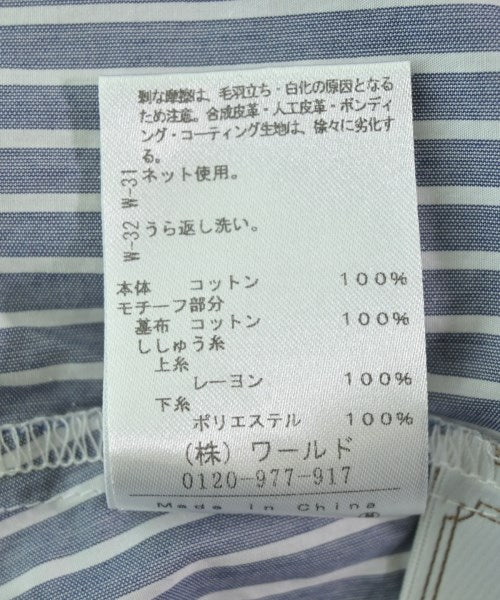 剰な摩擦は、毛羽立ち・白化の原因となる
ため注意。合成皮革・人工皮革・ボンディ
ング・コーティング生地は、徐々に劣化す
る。
W-31 ネット使用。
W-32 うら返し洗い。
本体 コットン 100%
モチーフ部分
基布 コットン 100%
ししゅう糸
上糸
レーヨン 100%
下糸
ポリエステル 100%
(株) ワールド
0120-977-917
Made in China